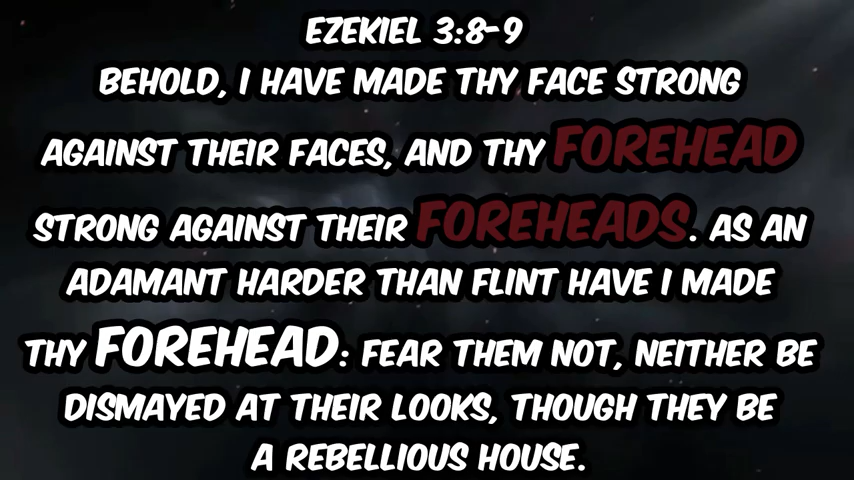 EZEKIEL 3:8-9
BEHOLD, I HAVE MADE THY FACE STRONG
AGAINST THEIR FACES, AND THY FOREHEAD
STRONG AGAINST THEIR FOREHEADS. AS AN
ADAMANT HARDER THAN FLINT HAVE I MADE
THY FOREHEAD: FEAR THEM NOT, NEITHER BE
DISMAYED AT THEIR LOOKS, THOUGH THEY BE
A REBELLIOUS HOUSE.